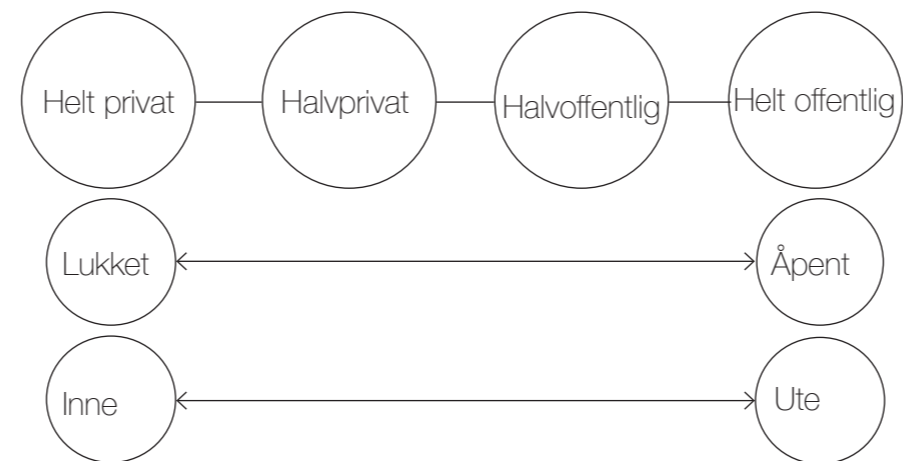 Helt privat
Halvprivat
Halvoffentlig
Helt offentlig
Lukket
Åpent
Inne
Ute